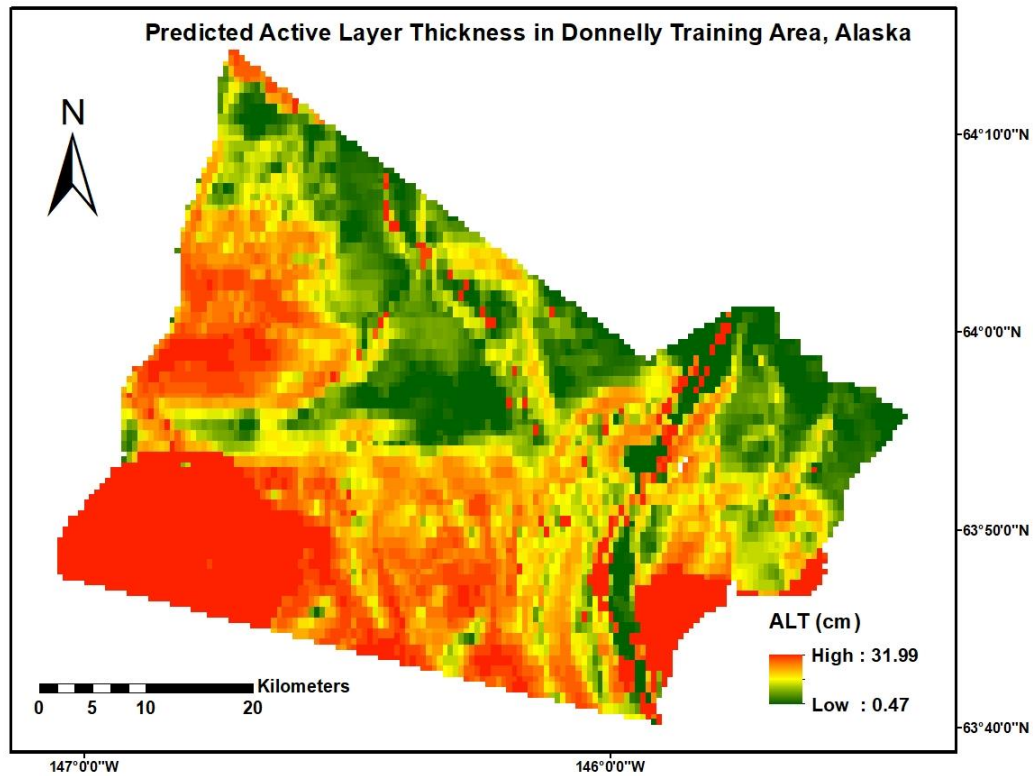 Predicted Active Layer Thickness in Donnelly Training Area, Alaska
N
64°10'0"N
64°0'0"N
63°50'0"N
ALT (cm)
High : 31.99
Low : 0.47
Kilometers
0 5 10 20
63°40'0"N
147°0'0"W 146°0'0"W